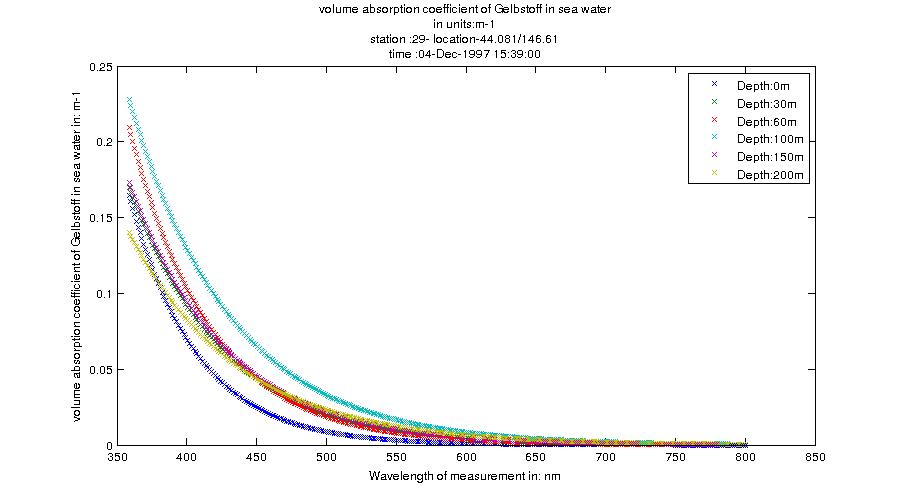 volume absorption coefficient of Gelbstoff in sea water
in units:m-1
station :29- location-44.081/146.61
time :04-Dec-1997 15:39:00
volume absorption coefficient of Gelbstoff in sea water in: m-1
0.25
0.2
0.15
0.1
0.05
0
Depth:0m
Depth:30m
Depth:60m
Depth:100m
Depth:150m
Depth:200m
350 400 450 500 550 600 650 700 750 800 850
Wavelength of measurement in: nm